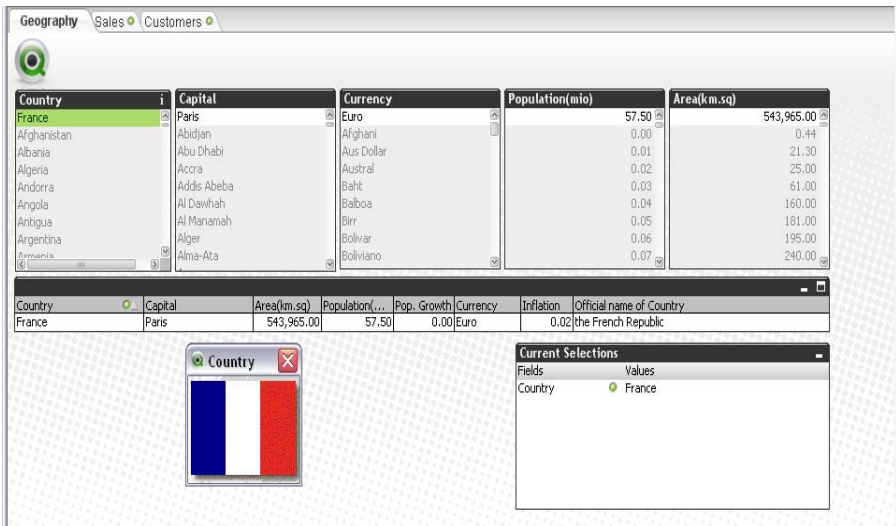 Geography Sales Customers
Country i
France
Afghanistan
Albania
Algeria
Andorra
Angola
Antigua
Argentina
Armenia
Capital
Paris
Abidjan
Abu Dhabi
Accra
Addis Abeba
Al Dawhah
Al Manamah
Alger
Alma-Ata
Currency
Euro
Afghani
Aus Dollar
Austral
Baht
Balboa
Birr
Bolivar
Boliviano
Population(mio)
57.50
0.00
0.01
0.02
0.03
0.04
0.05
0.06
0.07
Area(km.sq)
543,965.00
0.44
21.30
25.00
61.00
160.00
181.00
195.00
240.00
Country Capital Area(km.sq) Population(... Pop. Growth Currency Inflation Official name of Country
France Paris 543,965.00 57.50 0.00 Euro 0.02 the French Republic
Country
Current Selections
Fields Values
Country France